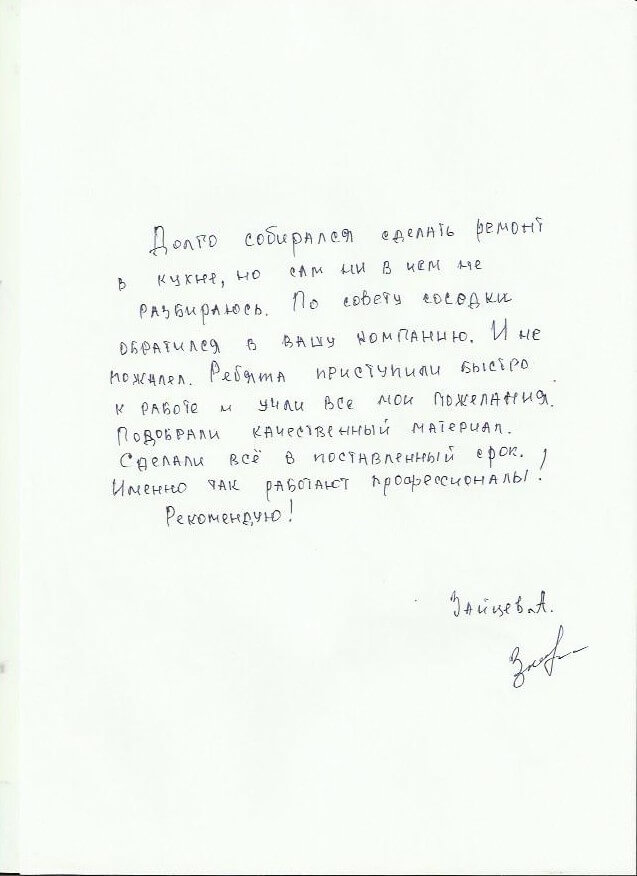 Долго собирался сделать ремонт
в кухне, но сам ни в чем не
разбираюсь. По совету соседки
обратился в вашу компанию. И не
пожалел. Ребята приступили быстро
к работе и учли все мои пожелания.
Подобрали качественный материал.
Сделали всё в поставленный срок.
Именно так работают профессионалы!
Рекомендую!
Зайцев А.